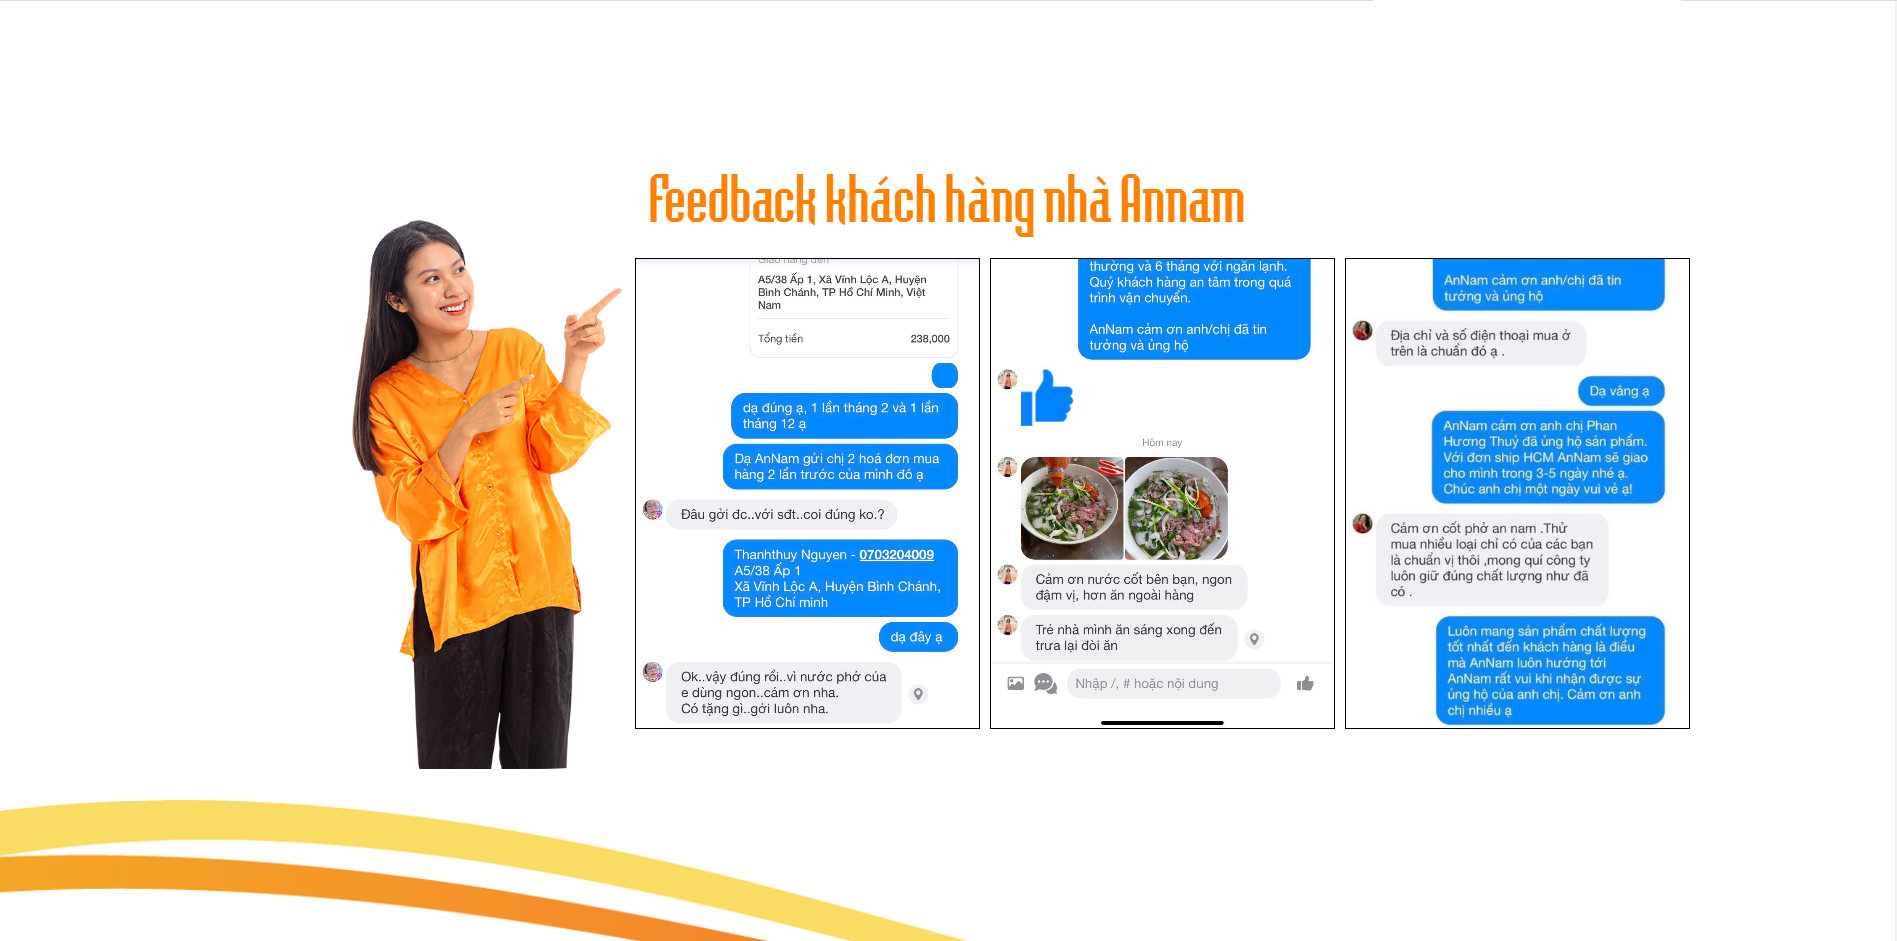 Feedback khách hàng nhà Annam
Giao hàng đến
A5/38 Ấp 1, Xã Vĩnh Lộc A, Huyện
Bình Chánh, TP Hồ Chí Minh, Việt
Nam
Tổng tiền 238,000
dạ đúng ạ, 1 lần tháng 2 và 1 lần
tháng 12 ạ
Dạ AnNam gửi chị 2 hoá đơn mua
hàng 2 lần trước của mình đó ạ
Đâu gởi đc..với sđt..coi đúng ko.?
Thanhthuy Nguyen - 0703204009
A5/38 Ấp 1
Xã Vĩnh Lộc A, Huyện Bình Chánh,
TP Hồ Chí minh
dạ đây ạ
Ok..vậy đúng rồi..vì nước phở của
e dùng ngon..cám ơn nha.
Có tặng gì..gởi luôn nha.
thường và 6 tháng với ngăn lạnh.
Quý khách hàng an tâm trong quá
trình vận chuyển.
AnNam cảm ơn anh/chị đã tin
tưởng và ủng hộ
Hôm nay
Cảm ơn nước cốt bên bạn, ngon
đậm vị, hơn ăn ngoài hàng
Trẻ nhà mình ăn sáng xong đến
trưa lại đòi ăn
Nhập /, # hoặc nội dung
AnNam cảm ơn anh/chị đã tin
tưởng và ủng hộ
Địa chỉ và số điện thoại mua ở
trên là chuẩn đó ạ .
Dạ vâng ạ
AnNam cảm ơn anh chị Phan
Hương Thuỷ đã ủng hộ sản phẩm.
Với đơn ship HCM AnNam sẽ giao
cho mình trong 3-5 ngày nhé ạ.
Chúc anh chị một ngày vui vẻ ạ!
Cảm ơn cốt phở an nam .Thử
mua nhiều loại chỉ có của các bạn
là chuẩn vị thôi ,mong quí công ty
luôn giữ đúng chất lượng như đã
có .
Luôn mang sản phẩm chất lượng
tốt nhất đến khách hàng là điều
mà AnNam luôn hướng tới
AnNam rất vui khi nhận được sự
ủng hộ của anh chị. Cảm ơn anh
chị nhiều ạ